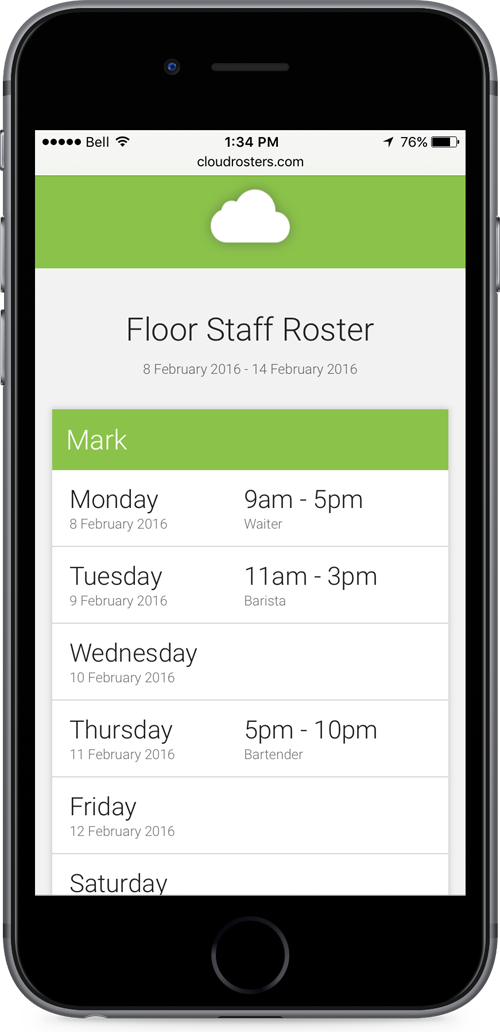 ●●●●● Bell 1:34 PM 76%
cloudrosters.com
Floor Staff Roster
8 February 2016 - 14 February 2016
Mark
Monday 9am - 5pm
8 February 2016 Waiter
Tuesday 11am - 3pm
9 February 2016 Barista
Wednesday
10 February 2016
Thursday 5pm - 10pm
11 February 2016 Bartender
Friday
12 February 2016
Saturday